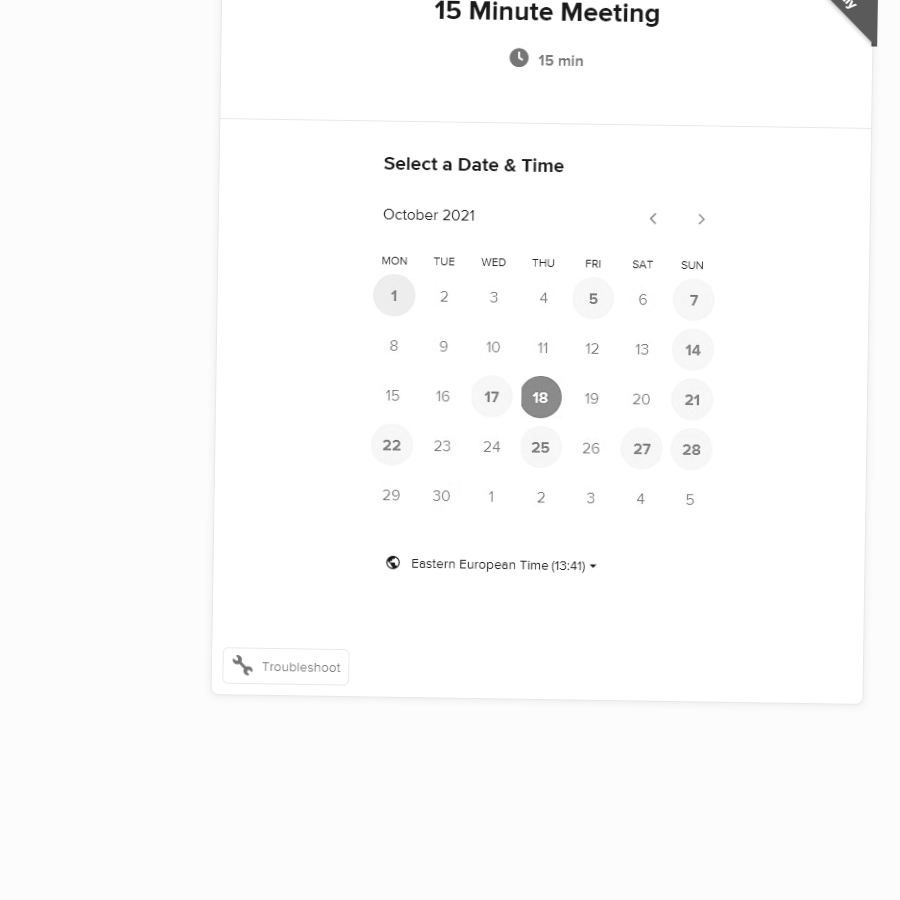 15 Minute Meeting
15 min
Select a Date & Time
October 2021
MON TUE WED THU FRI SAT SUN
1 2 3 4 5 6 7
8 9 10 11 12 13 14
15 16 17 18 19 20 21
22 23 24 25 26 27 28
29 30 1 2 3 4 5
Eastern European Time (13:41)
Troubleshoot